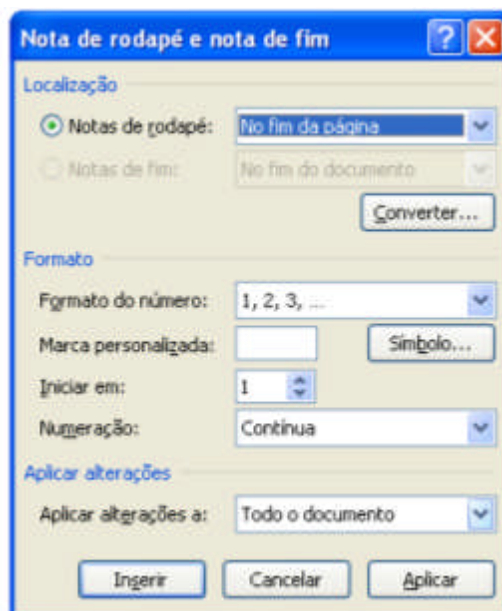 Nota de rodapé e nota de fim
Localização
Notas de rodapé: No fim da página
Notas de fim: No fim do documento
Converter...
Formato
Formato do número: 1, 2, 3, ...
Marca personalizada: Símbolo...
Iniciar em: 1
Numeração: Contínua
Aplicar alterações
Aplicar alterações a: Todo o documento
Inserir Cancelar Aplicar